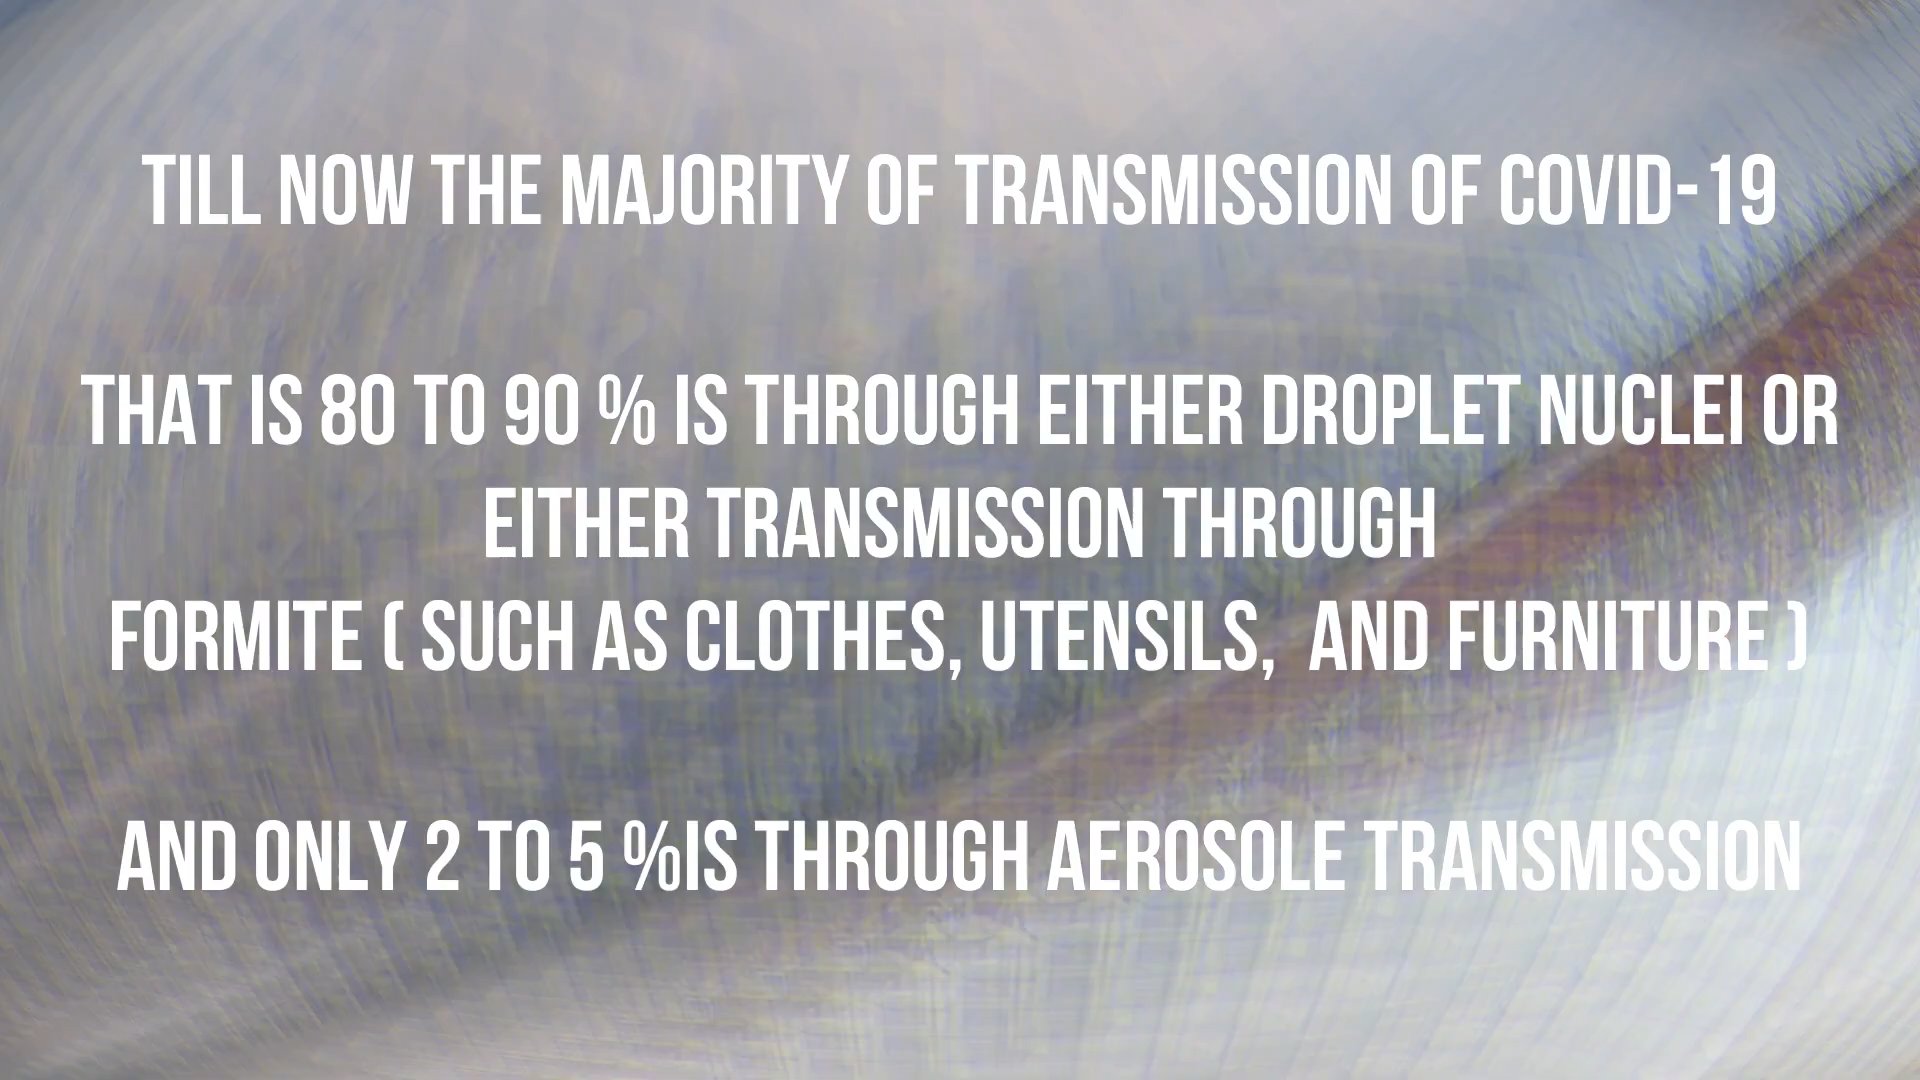 TILL NOW THE MAJORITY OF TRANSMISSION OF COVID-19
THAT IS 80 TO 90 % IS THROUGH EITHER DROPLET NUCLEI OR
EITHER TRANSMISSION THROUGH
FORMITE ( SUCH AS CLOTHES, UTENSILS, AND FURNITURE )
AND ONLY 2 TO 5 %IS THROUGH AEROSOLE TRANSMISSION